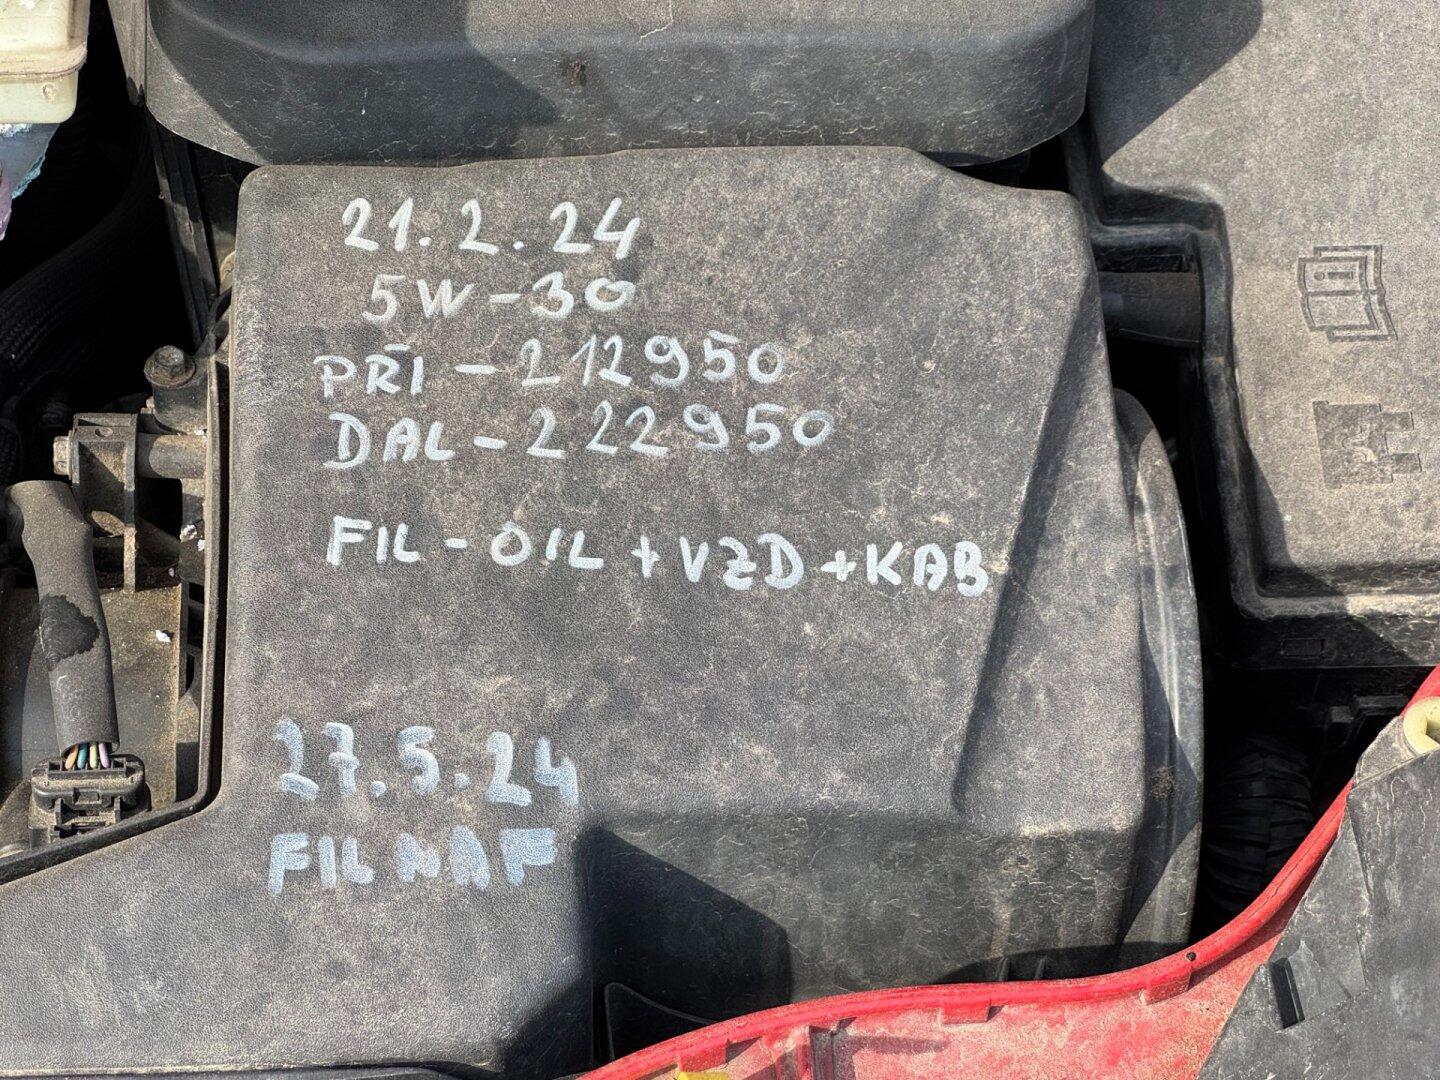 21.2.24
5W-30
PŘI-212950
DAL-222950
FIL-OIL+VZD+KAB
27.5.24
FIL NAF